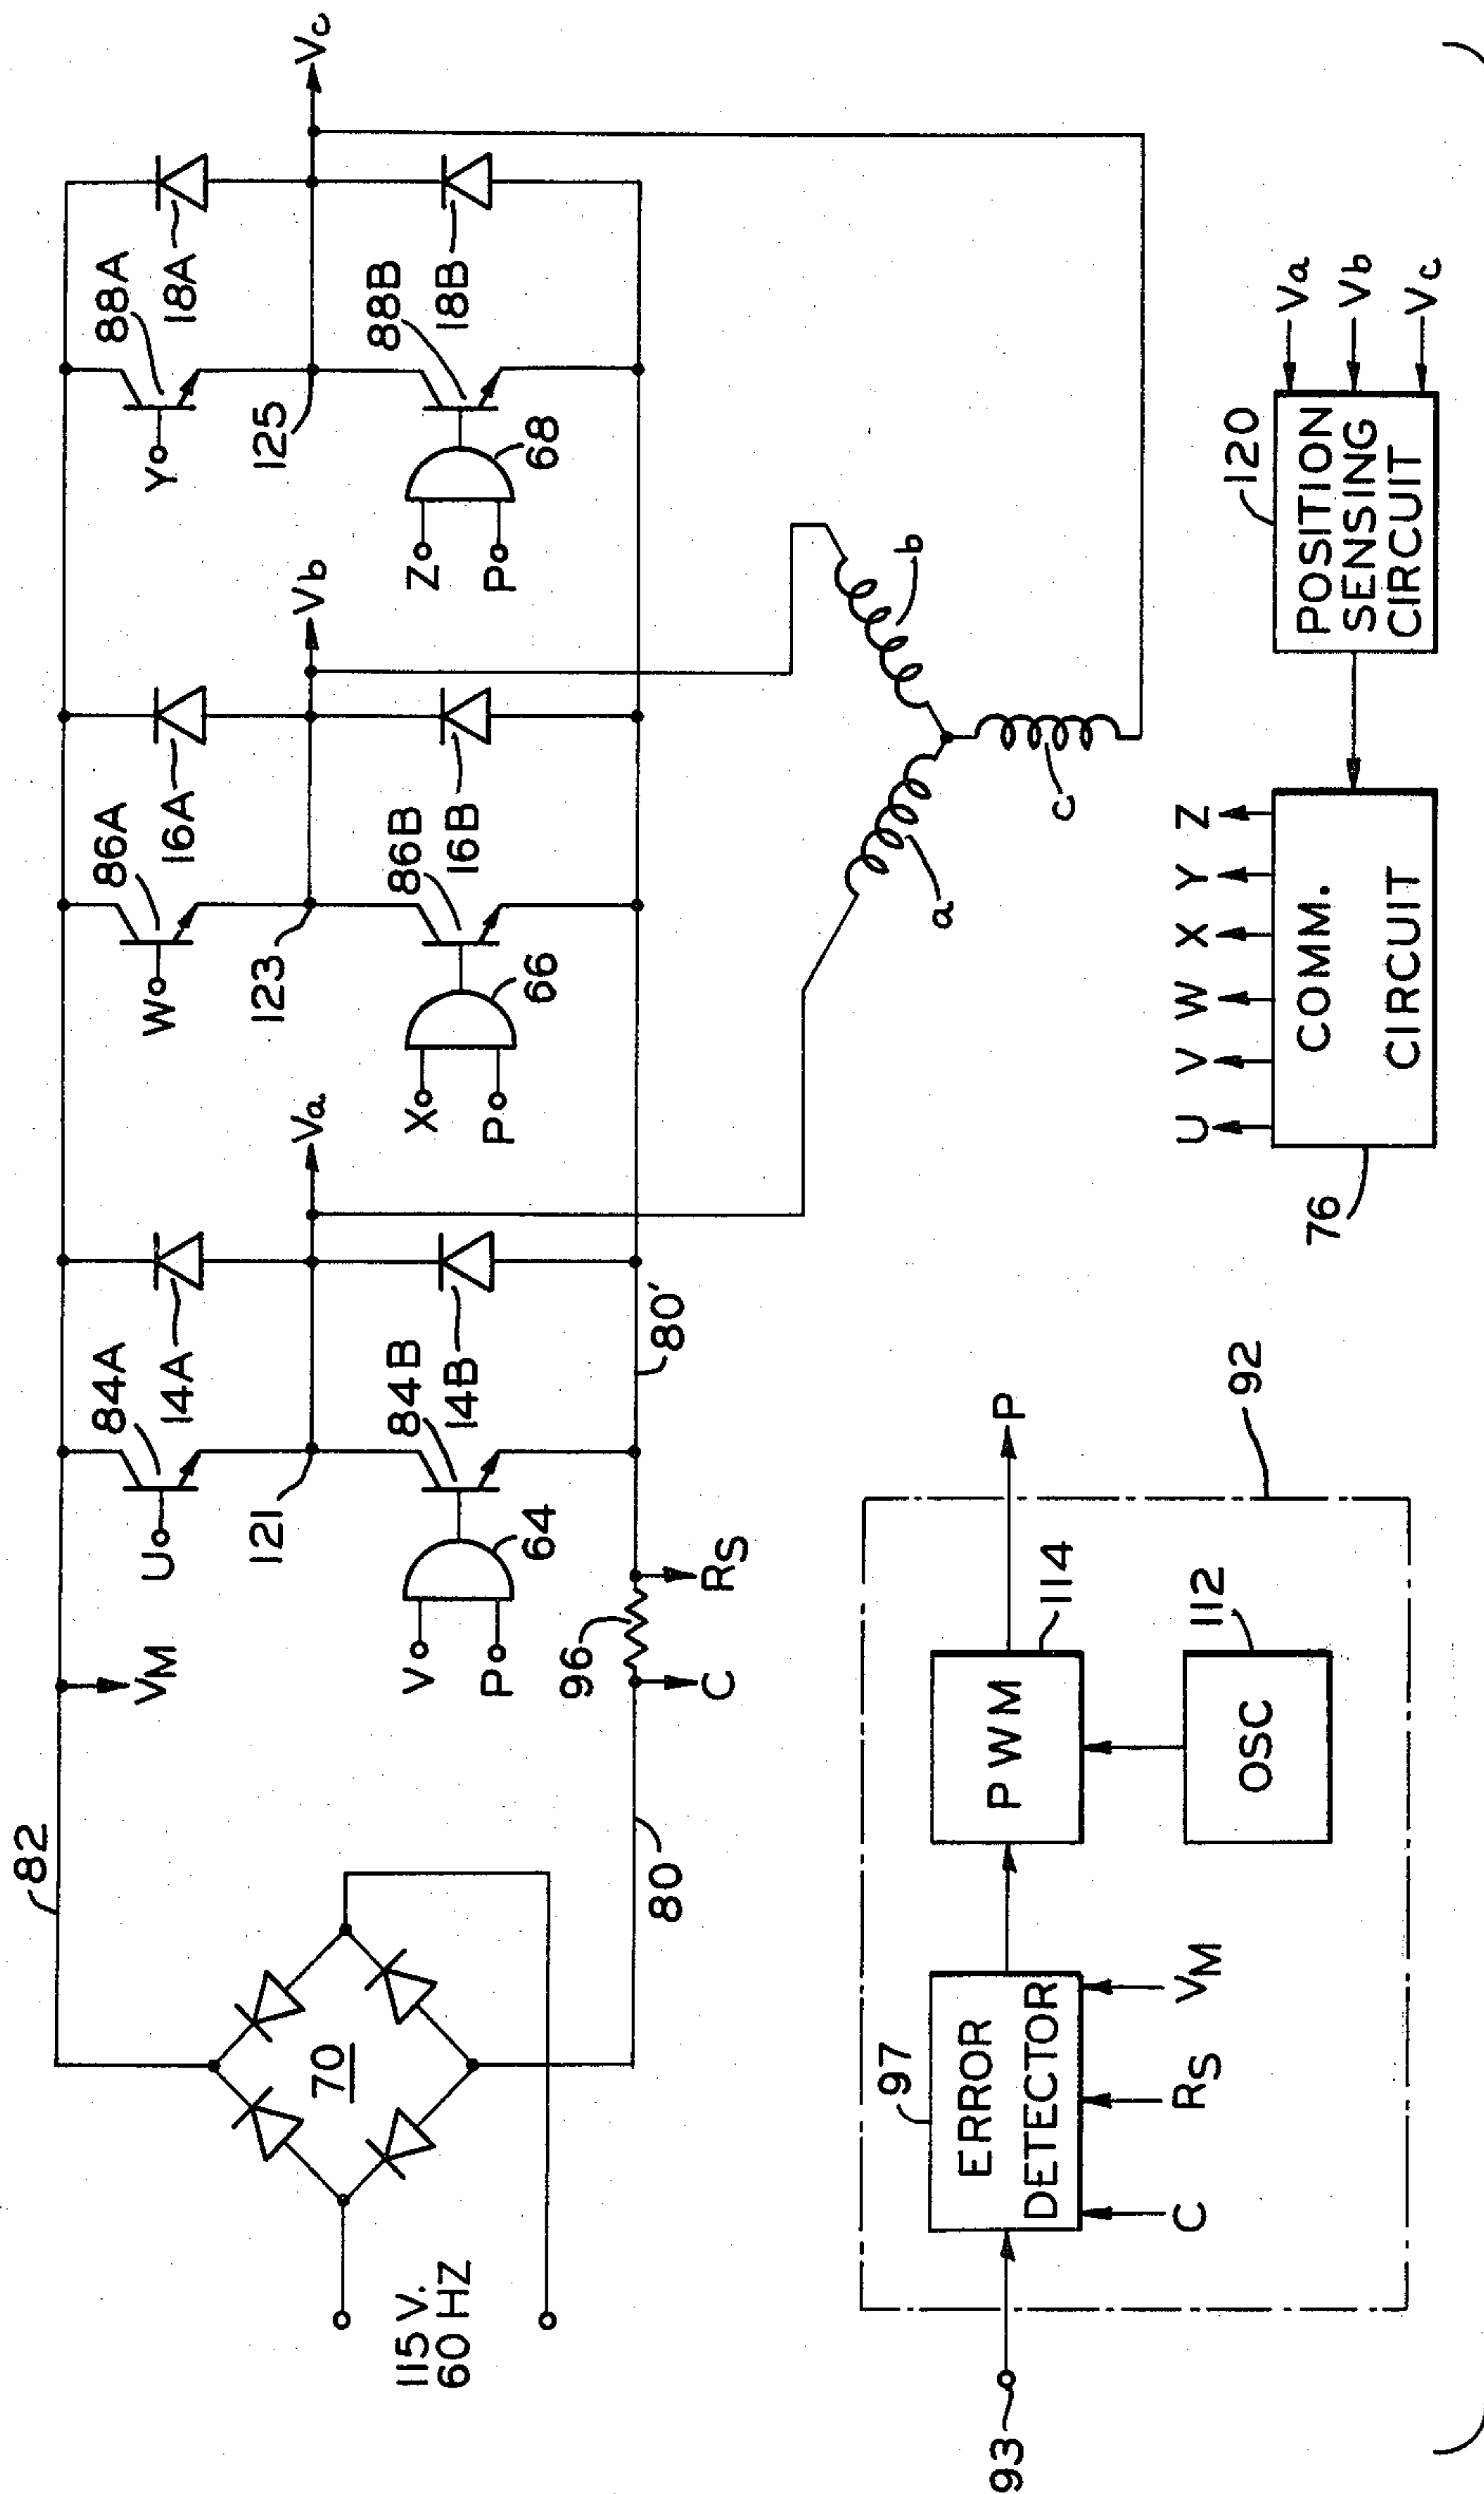 82
VM
84A
14A
U
121
Va
86A
16A
W
123
Vb
88A
18A
Y
125
Vc
70
115 V.
60 HZ
V
P
64
84B
14B
X
P
66
86B
16B
Z
P
68
88B
18B
80
96
C
RS
80'
a
b
c
93
97
ERROR
DETECTOR
C
RS
VM
PWM
114
P
OSC
112
92
76
U V W X Y Z
COMM.
CIRCUIT
120
POSITION
SENSING
CIRCUIT
Va
Vb
Vc